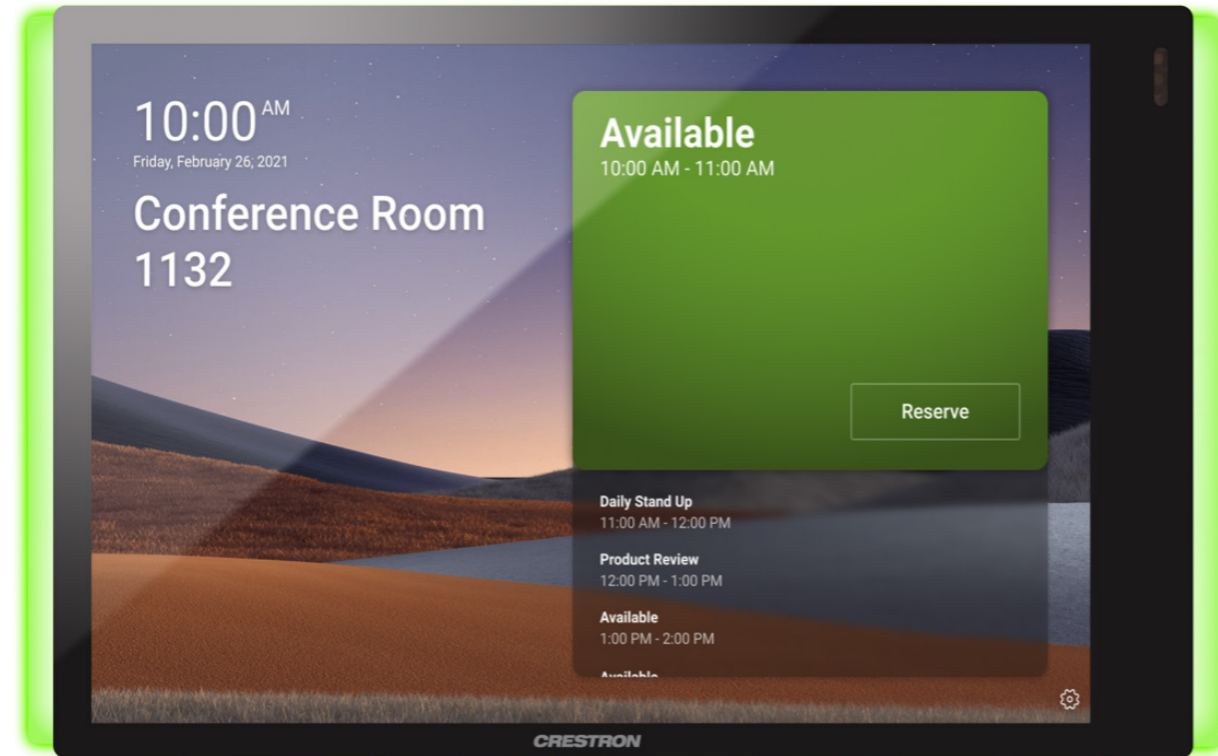 10:00 AM
Friday, February 26, 2021
Conference Room
1132
Available
10:00 AM - 11:00 AM
Reserve
Daily Stand Up
11:00 AM - 12:00 PM
Product Review
12:00 PM - 1:00 PM
Available
1:00 PM - 2:00 PM
Available
CRESTRON